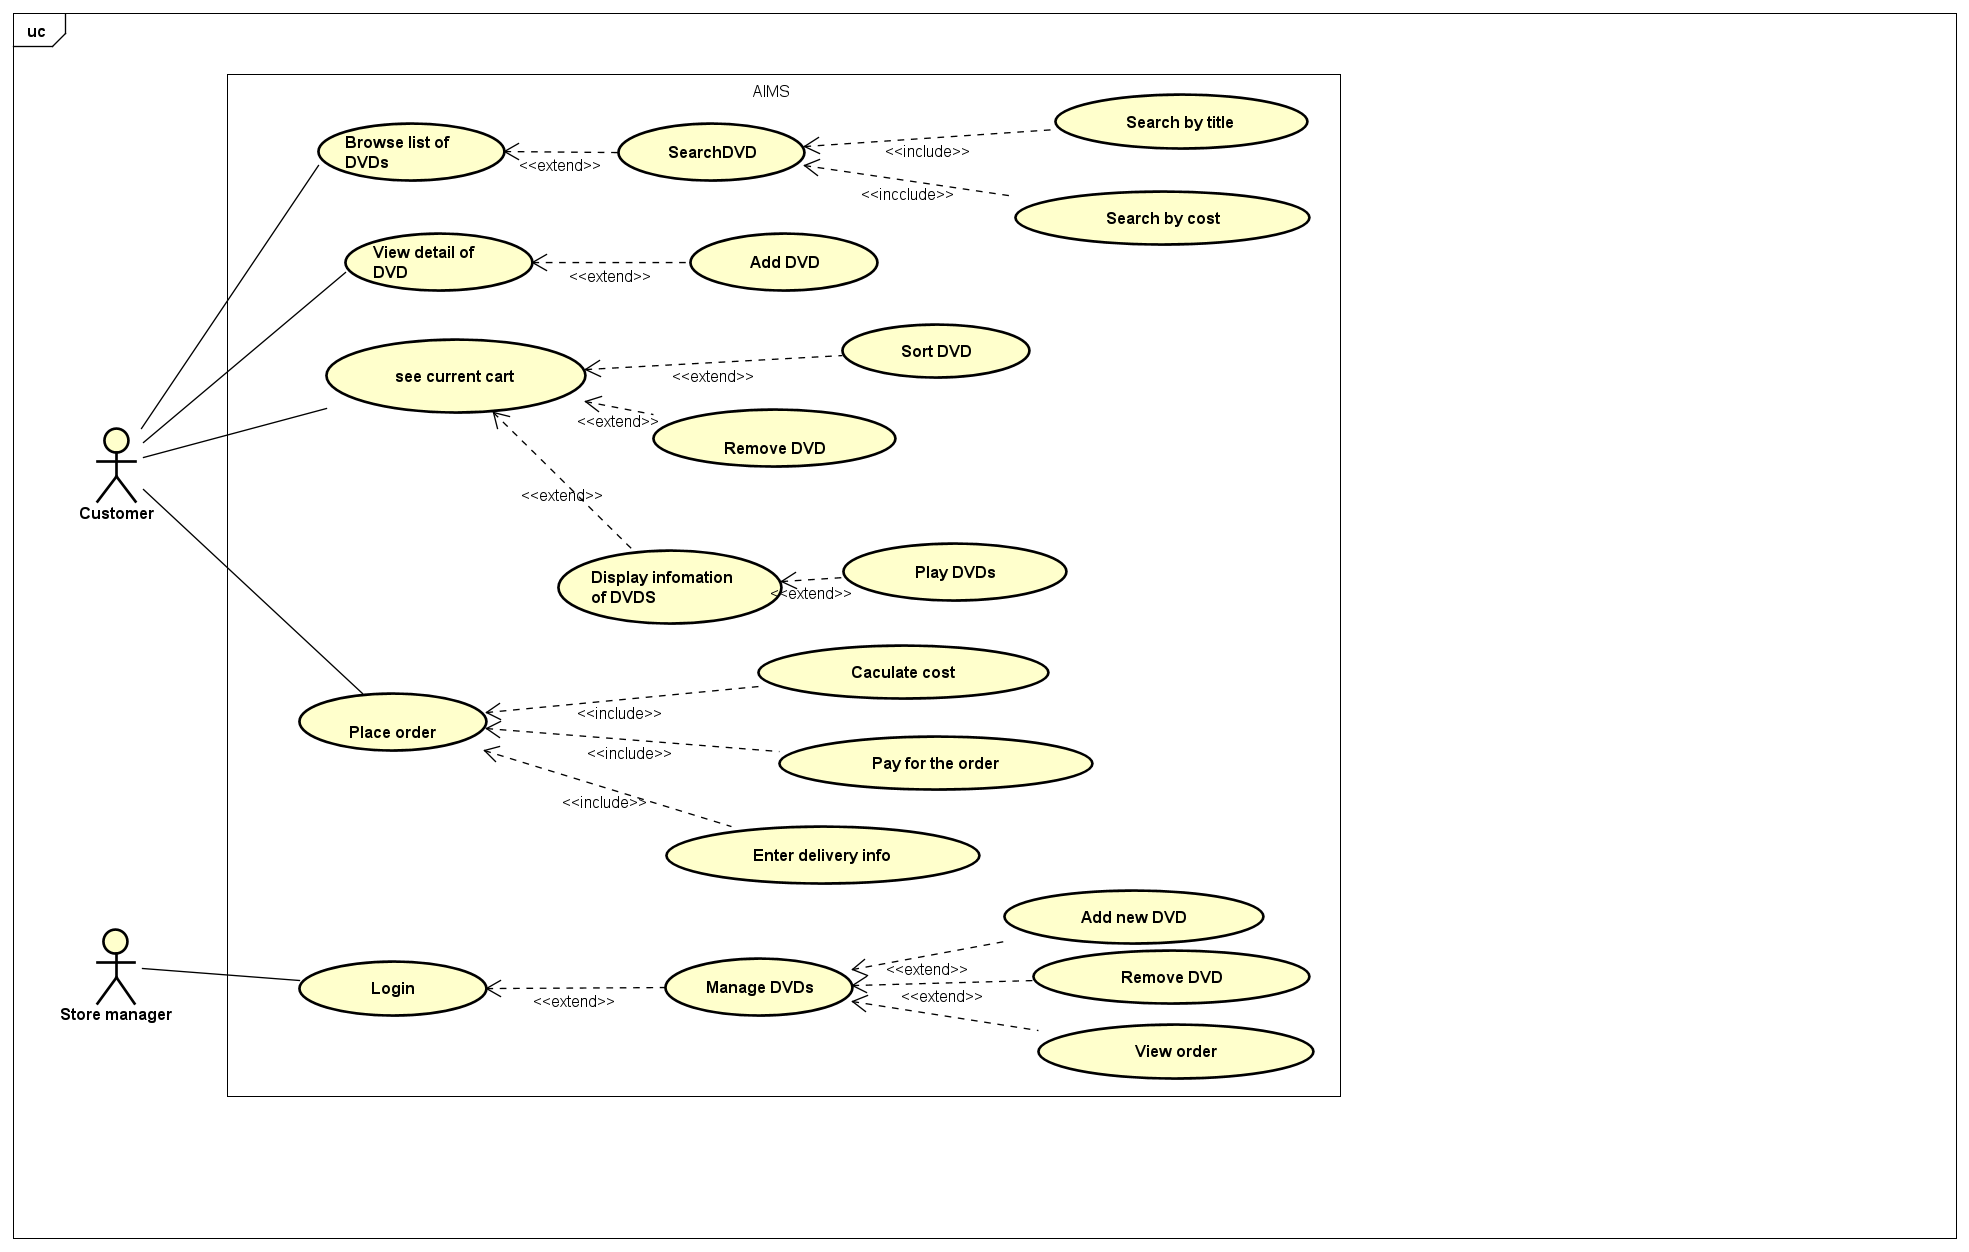 uc
AIMS
Browse list of
DVDs
<<extend>>
SearchDVD
<<include>>
Search by title
<<incclude>>
Search by cost
View detail of
DVD
<<extend>>
Add DVD
see current cart
<<extend>>
Sort DVD
<<extend>>
Remove DVD
<<extend>>
Customer
Display infomation
of DVDS
<<extend>>
Play DVDs
Place order
<<include>>
Caculate cost
<<include>>
Pay for the order
<<include>>
Enter delivery info
Store manager
Login
<<extend>>
Manage DVDs
<<extend>>
Add new DVD
<<extend>>
Remove DVD
View order